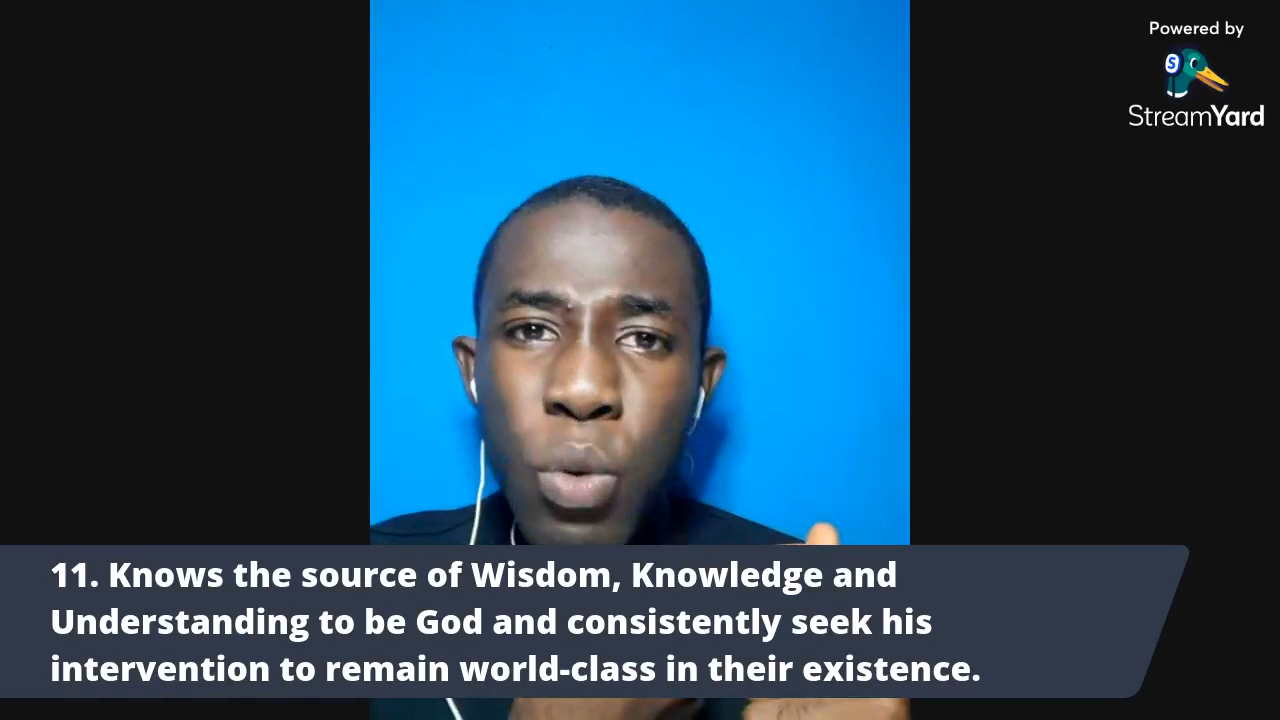 Powered by
S
StreamYard
11. Knows the source of Wisdom, Knowledge and
Understanding to be God and consistently seek his
intervention to remain world-class in their existence.